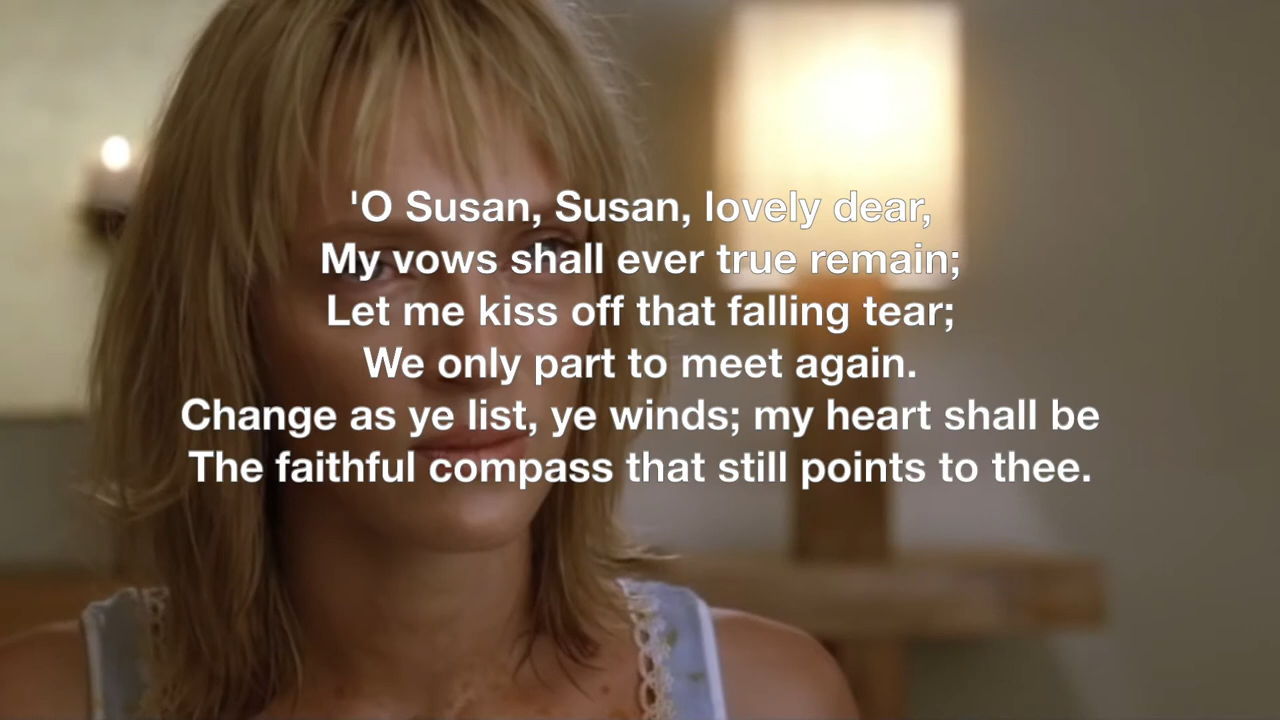 'O Susan, Susan, lovely dear,
My vows shall ever true remain;
Let me kiss off that falling tear;
We only part to meet again.
Change as ye list, ye winds; my heart shall be
The faithful compass that still points to thee.